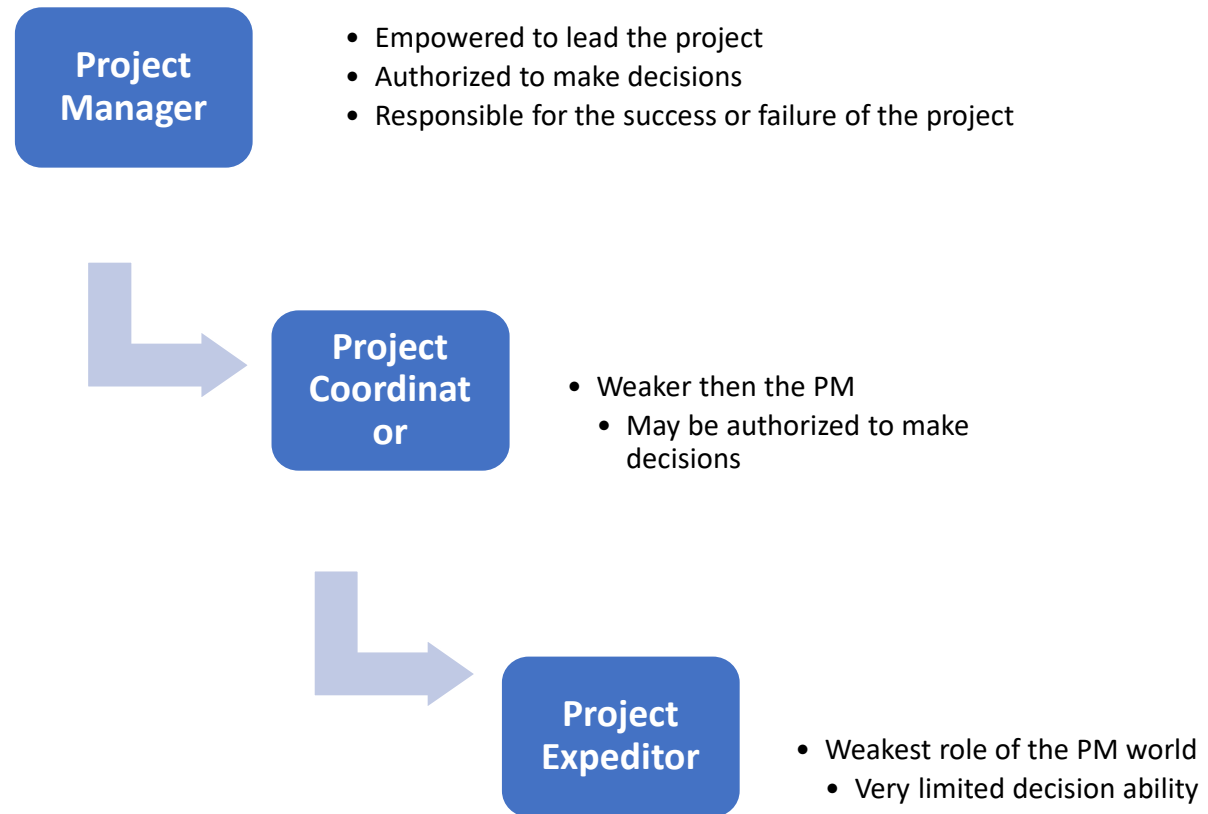 Project
Manager
• Empowered to lead the project
• Authorized to make decisions
• Responsible for the success or failure of the project
Project
Coordinat
or
• Weaker then the PM
• May be authorized to make
decisions
Project
Expeditor
• Weakest role of the PM world
• Very limited decision ability